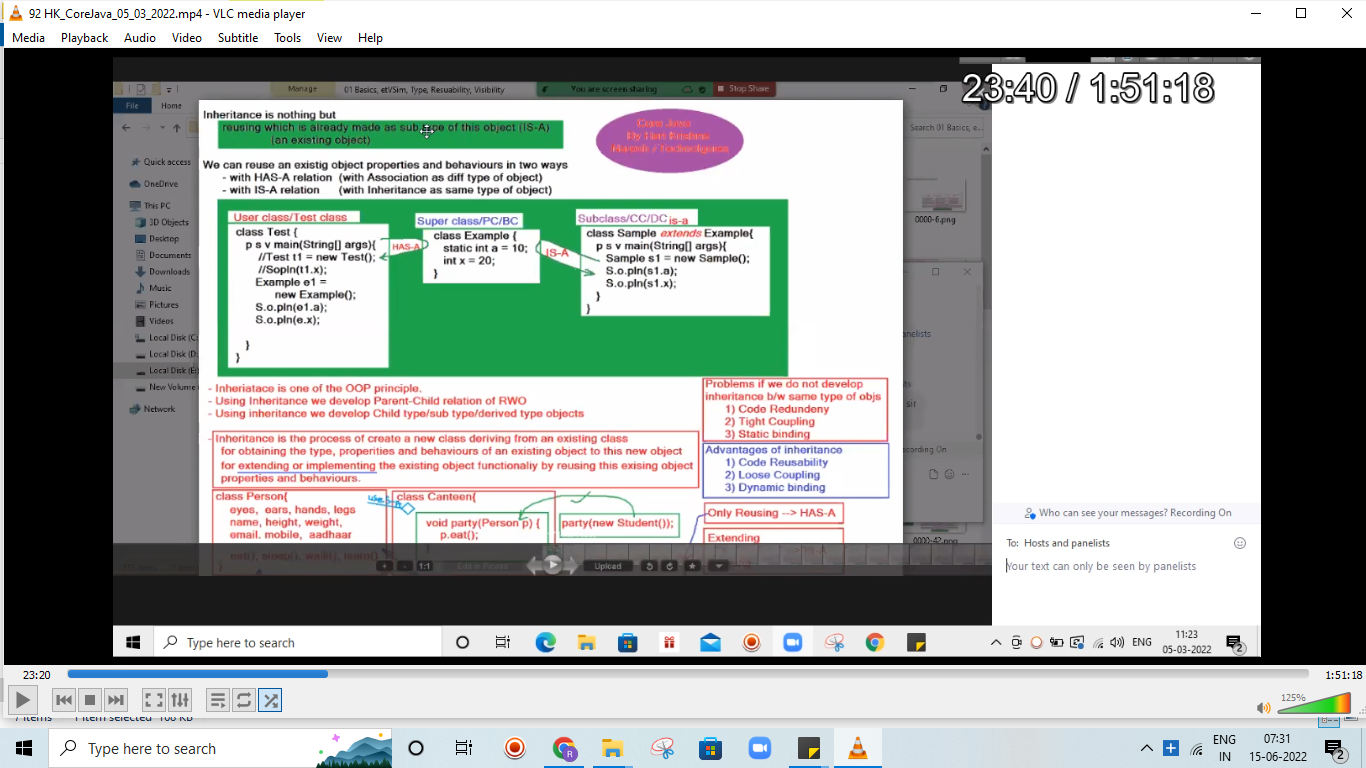 92 HK_CoreJava_05_03_2022.mp4 - VLC media player
Media Playback Audio Video Subtitle Tools View Help
23:40 / 1:51:18
Manage 01 Basics, etVSim, Type, Resuability, Visibility
You are screen sharing Stop Share
File Home
Search 01 Basics, e...
Quick access
OneDrive
This PC
3D Objects
Desktop
Documents
Downloads
Music
Pictures
Videos
Local Disk (C:
Local Disk (D:
Local Disk (E:
New Volume
Network
Inheritance is nothing but
reusing which is already made as sub type of this object (IS-A)
(an existing object)
Core Java
We can reuse an existig object properties and behaviours in two ways
- with HAS-A relation (with Association as diff type of object)
- with IS-A relation (with Inheritance as same type of object)
User class/Test class
class Test {
p s v main(String[] args){
//Test t1 = new Test();
//Sopln(t1.x);
Example e1 =
new Example();
S.o.pln(e1.a);
S.o.pln(e.x);
}
}
HAS-A
Super class/PC/BC
class Example {
static int a = 10;
int x = 20;
}
IS-A
Subclass/CC/DC is-a
class Sample extends Example{
p s v main(String[] args){
Sample s1 = new Sample();
S.o.pln(s1.a);
S.o.pln(s1.x);
}
}
- Inheriatace is one of the OOP principle.
- Using Inheritance we develop Parent-Child relation of RWO
- Using inheritance we develop Child type/sub type/derived type objects
- Inheritance is the process of create a new class deriving from an existing class
for obtaining the type, properties and behaviours of an existing object to this new object
for extending or implementing the existing object functionaliy by reusing this exising object
properties and behaviours.
Problems if we do not develop
inheritance b/w same type of objs
1) Code Redundeny
2) Tight Coupling
3) Static binding
Advantages of inheritance
1) Code Reusability
2) Loose Coupling
3) Dynamic binding
class Person{
eyes, ears, hands, legs
name, height, weight,
email, mobile, aadhaar
class Canteen{
void party(Person p) {
p.eat();
party(new Student());
Only Reusing --> HAS-A
Extending
1:1
Edit in Picasa
Upload
0000-6.png
0000-42.png
anelists
sir
cording On
Who can see your messages? Recording On
To: Hosts and panelists
Your text can only be seen by panelists
Type here to search
ENG
11:23
05-03-2022
2
23:20
1:51:18
125%
7 items 1 item selected 106 KB
Type here to search
ENG
IN
07:31
15-06-2022
2